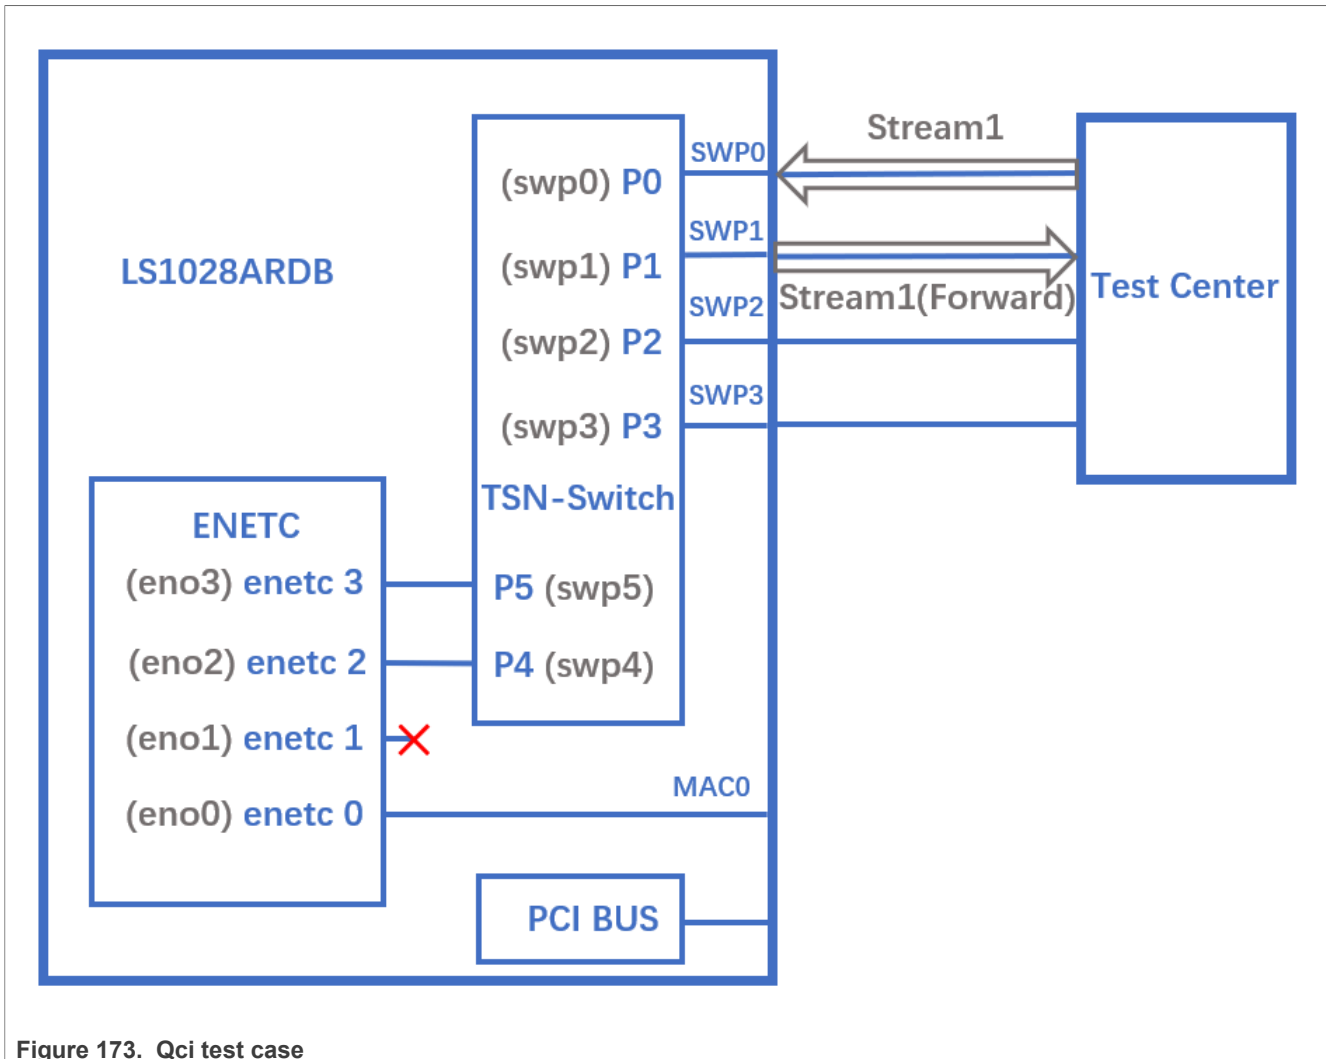 Stream1
SWP0
(swp0) P0
SWP1
(swp1) P1
LS1028ARDB
Test Center
Stream1(Forward)
SWP2
(swp2) P2
SWP3
(swp3) P3
TSN-Switch
ENETC
(eno3) enetc 3
P5 (swp5)
(eno2) enetc 2
P4 (swp4)
(eno1) enetc 1
MAC0
(eno0) enetc 0
PCI BUS
Figure 173. Qci test case